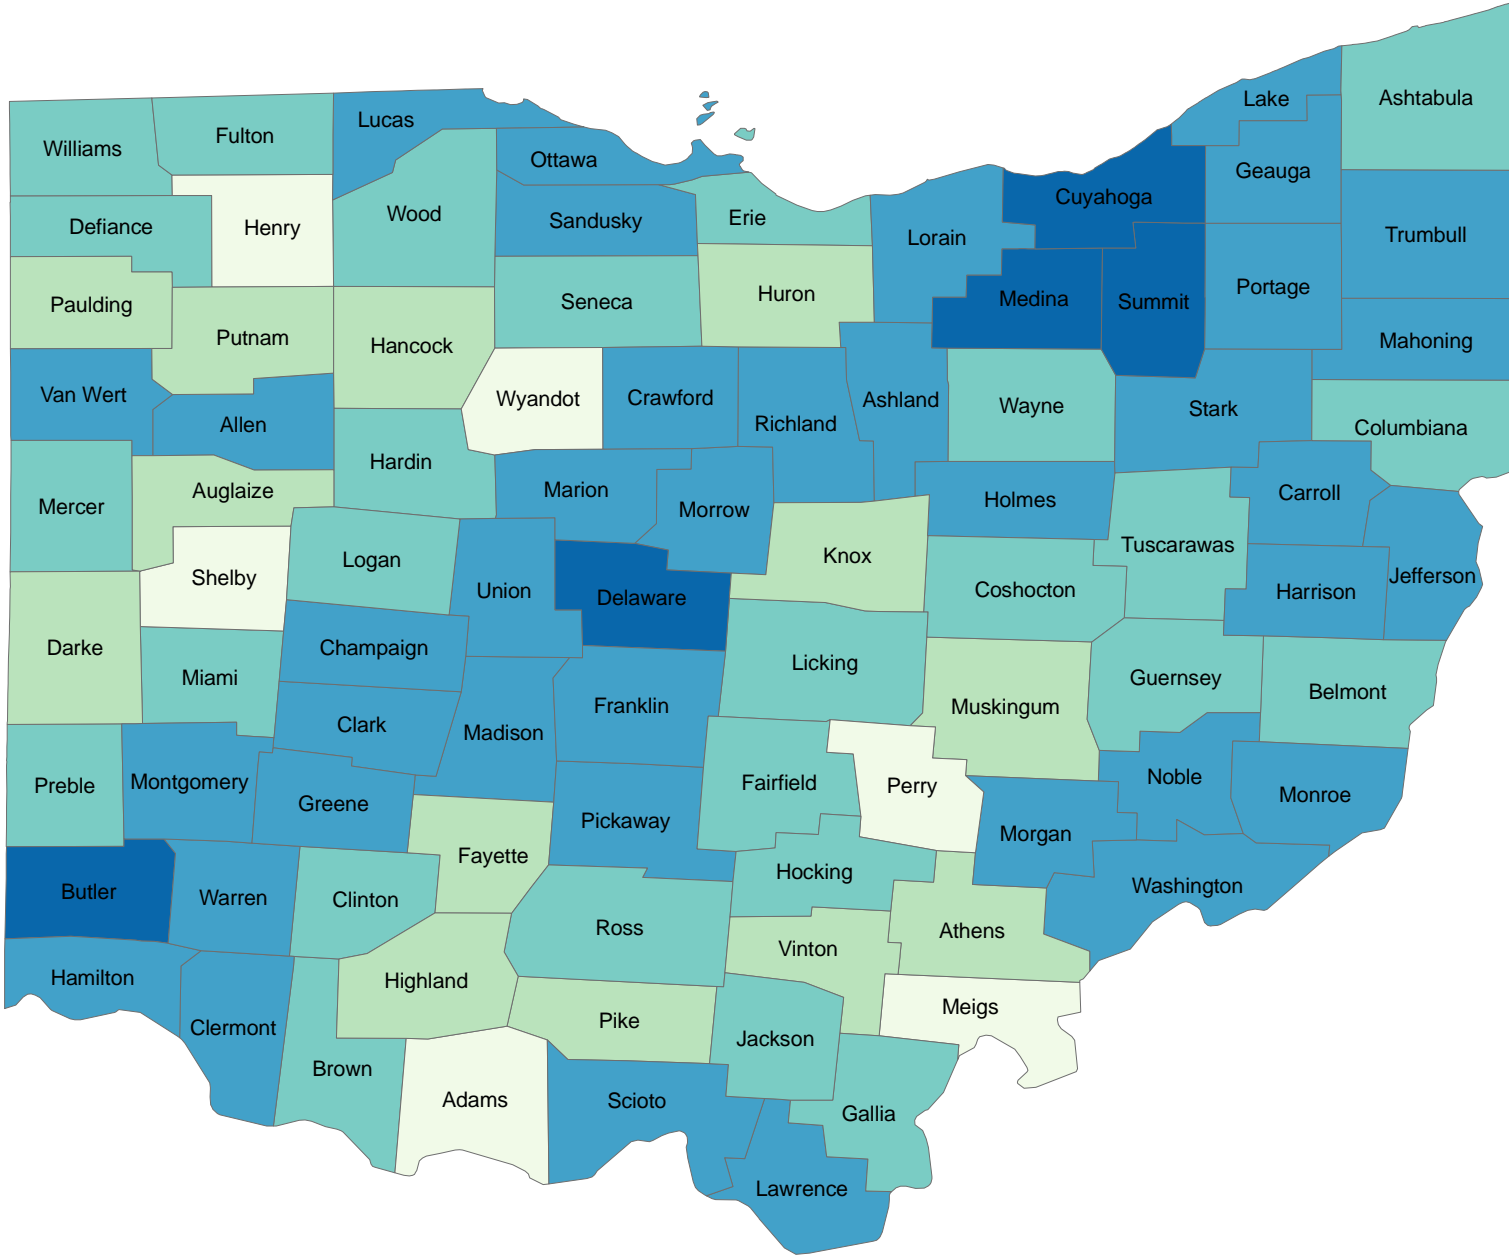 Lake
Ashtabula
Lucas
Fulton
Williams
Ottawa
Geauga
Cuyahoga
Wood
Erie
Sandusky
Defiance
Henry
Lorain
Trumbull
Portage
Huron
Medina
Summit
Seneca
Paulding
Putnam
Mahoning
Hancock
Van Wert
Wyandot
Crawford
Ashland
Wayne
Stark
Allen
Richland
Columbiana
Hardin
Auglaize
Marion
Carroll
Holmes
Mercer
Morrow
Tuscarawas
Knox
Logan
Shelby
Jefferson
Union
Coshocton
Harrison
Delaware
Darke
Champaign
Licking
Miami
Guernsey
Belmont
Franklin
Muskingum
Clark
Madison
Noble
Montgomery
Fairfield
Preble
Perry
Monroe
Greene
Pickaway
Morgan
Fayette
Hocking
Washington
Butler
Warren
Clinton
Ross
Athens
Vinton
Hamilton
Highland
Meigs
Pike
Clermont
Jackson
Brown
Adams
Scioto
Gallia
Lawrence